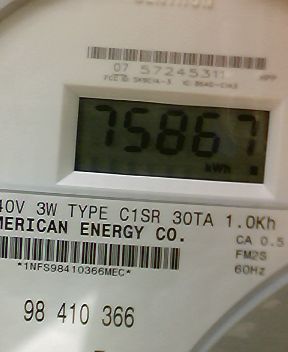 CENTRON
07 57245311
75867
kWh
40V 3W TYPE C1SR 30TA 1.0Kh
MERICAN ENERGY CO.
CA 0.5
FM2S
*1NFS98410366MEC*
60Hz
98 410 366